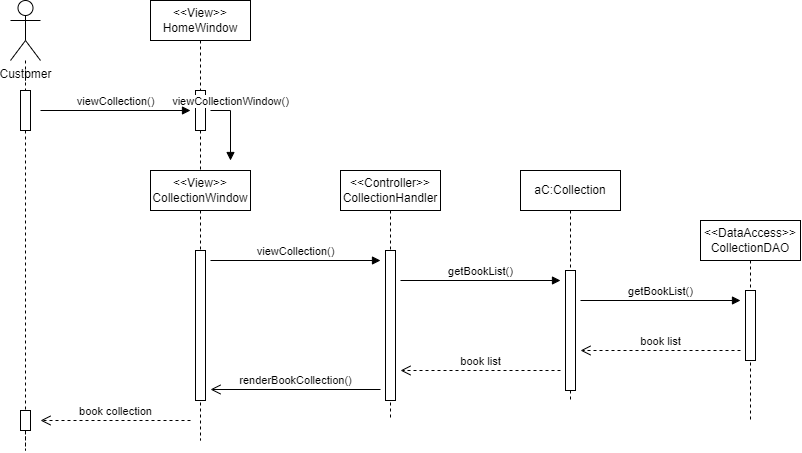 <<View>>
HomeWindow
Customer
viewCollection()
viewCollectionWindow()
<<View>>
CollectionWindow
<<Controller>>
CollectionHandler
aC:Collection
<<DataAccess>>
CollectionDAO
viewCollection()
getBookList()
getBookList()
book list
book list
renderBookCollection()
book collection